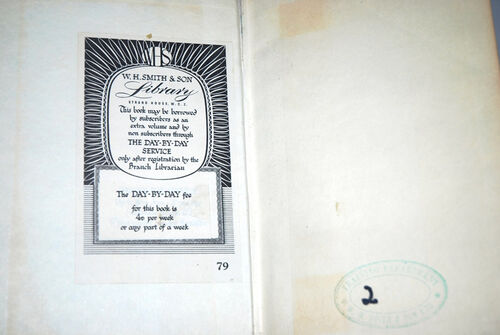 WHS
W. H. SMITH & SON
Library
STRAND HOUSE, W.C.2.
This book may be borrowed
by subscribers as an
extra volume and by
non subscribers through
THE DAY-BY-DAY
SERVICE
only after registration by the
Branch Librarian
The DAY-BY-DAY fee
for this book is
4D per week
or any part of a week
79
2